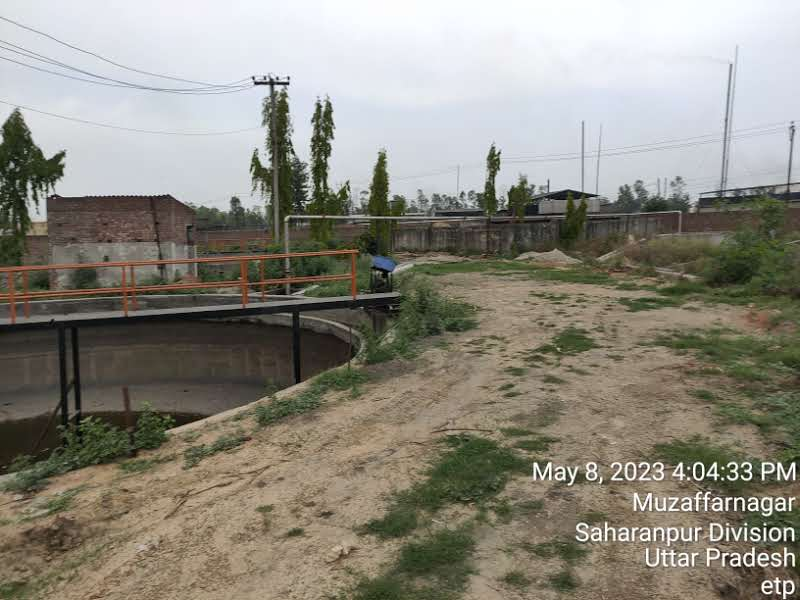 May 8, 2023 4:04:33 PM
Muzaffarnagar
Saharanpur Division
Uttar Pradesh
etp